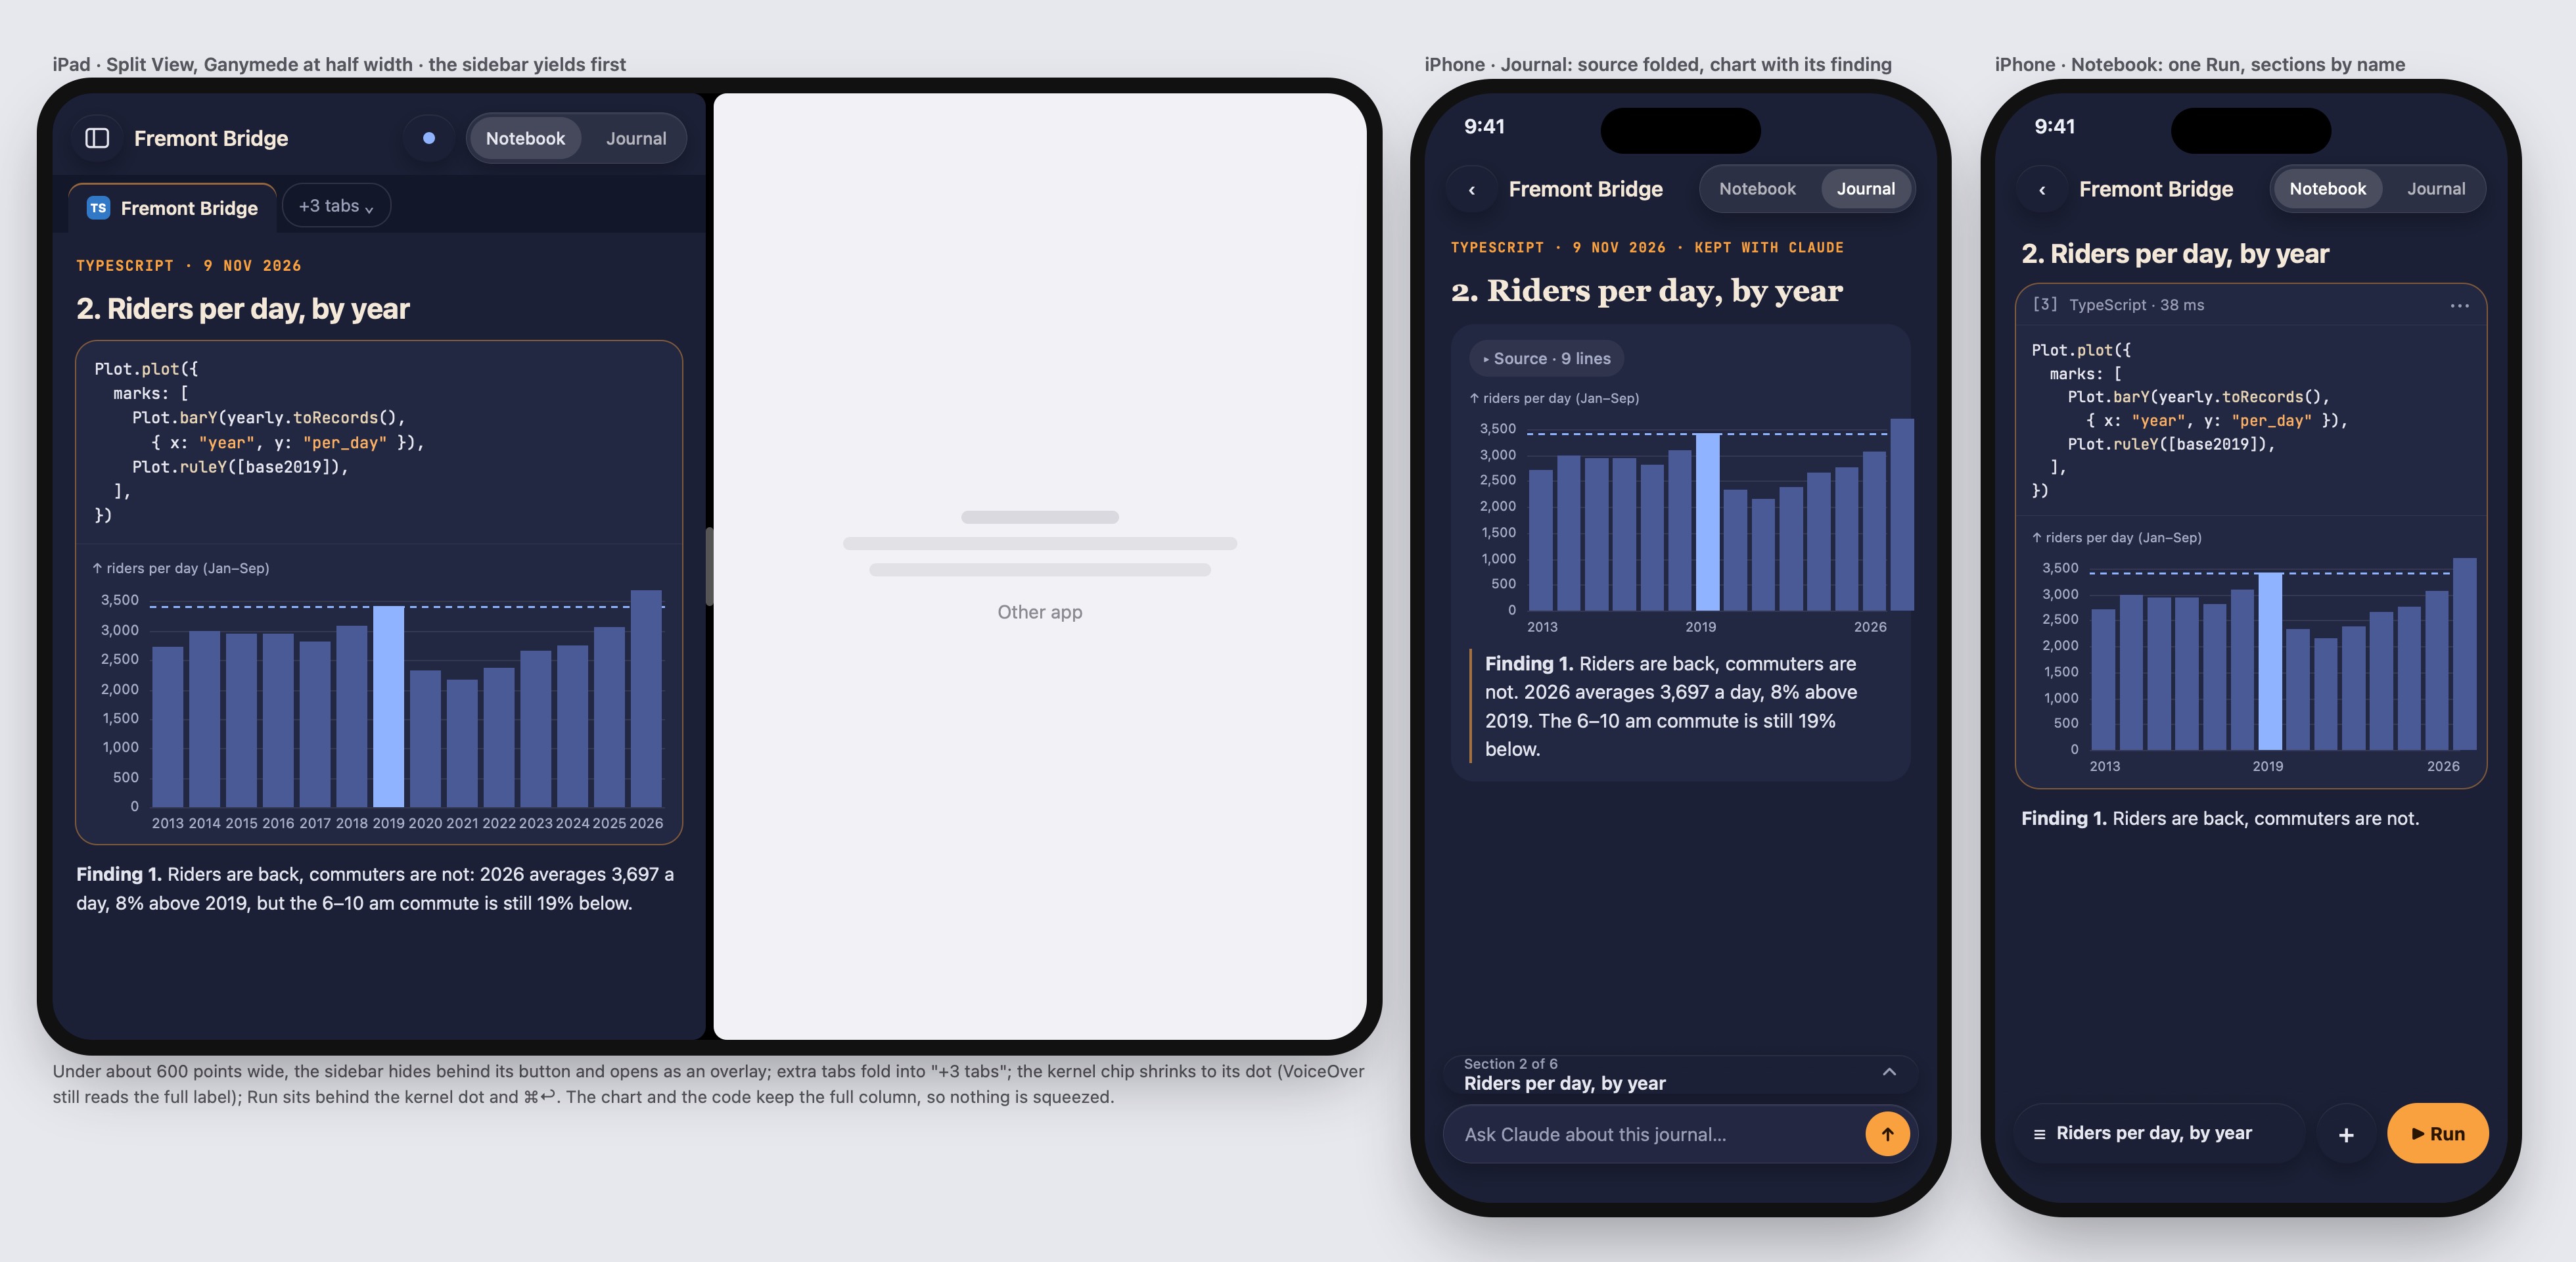 iPad · Split View, Ganymede at half width · the sidebar yields first
Fremont Bridge
Notebook
Journal
TS
Fremont Bridge
+3 tabs
TYPESCRIPT · 9 NOV 2026
2. Riders per day, by year
Plot.plot({
marks: [
Plot.barY(yearly.toRecords(),
{ x: "year", y: "per_day" }),
Plot.ruleY([base2019]),
],
})
↑ riders per day (Jan–Sep)
3,500
3,000
2,500
2,000
1,500
1,000
500
0
2013 2014 2015 2016 2017 2018 2019 2020 2021 2022 2023 2024 2025 2026
Finding 1. Riders are back, commuters are not: 2026 averages 3,697 a
day, 8% above 2019, but the 6–10 am commute is still 19% below.
Other app
Under about 600 points wide, the sidebar hides behind its button and opens as an overlay; extra tabs fold into "+3 tabs"; the kernel chip shrinks to its dot (VoiceOver
still reads the full label); Run sits behind the kernel dot and ⌘↩. The chart and the code keep the full column, so nothing is squeezed.
iPhone · Journal: source folded, chart with its finding
9:41
‹
Fremont Bridge
Notebook
Journal
TYPESCRIPT · 9 NOV 2026 · KEPT WITH CLAUDE
2. Riders per day, by year
▸ Source · 9 lines
↑ riders per day (Jan–Sep)
3,500
3,000
2,500
2,000
1,500
1,000
500
0
2013 2019 2026
Finding 1. Riders are back, commuters are
not. 2026 averages 3,697 a day, 8% above
2019. The 6–10 am commute is still 19%
below.
Section 2 of 6
Riders per day, by year
Ask Claude about this journal...
iPhone · Notebook: one Run, sections by name
9:41
‹
Fremont Bridge
Notebook
Journal
2. Riders per day, by year
[3] TypeScript · 38 ms
Plot.plot({
marks: [
Plot.barY(yearly.toRecords(),
{ x: "year", y: "per_day" }),
Plot.ruleY([base2019]),
],
})
↑ riders per day (Jan–Sep)
3,500
3,000
2,500
2,000
1,500
1,000
500
0
2013 2019 2026
Finding 1. Riders are back, commuters are not.
≡ Riders per day, by year
+
▶ Run